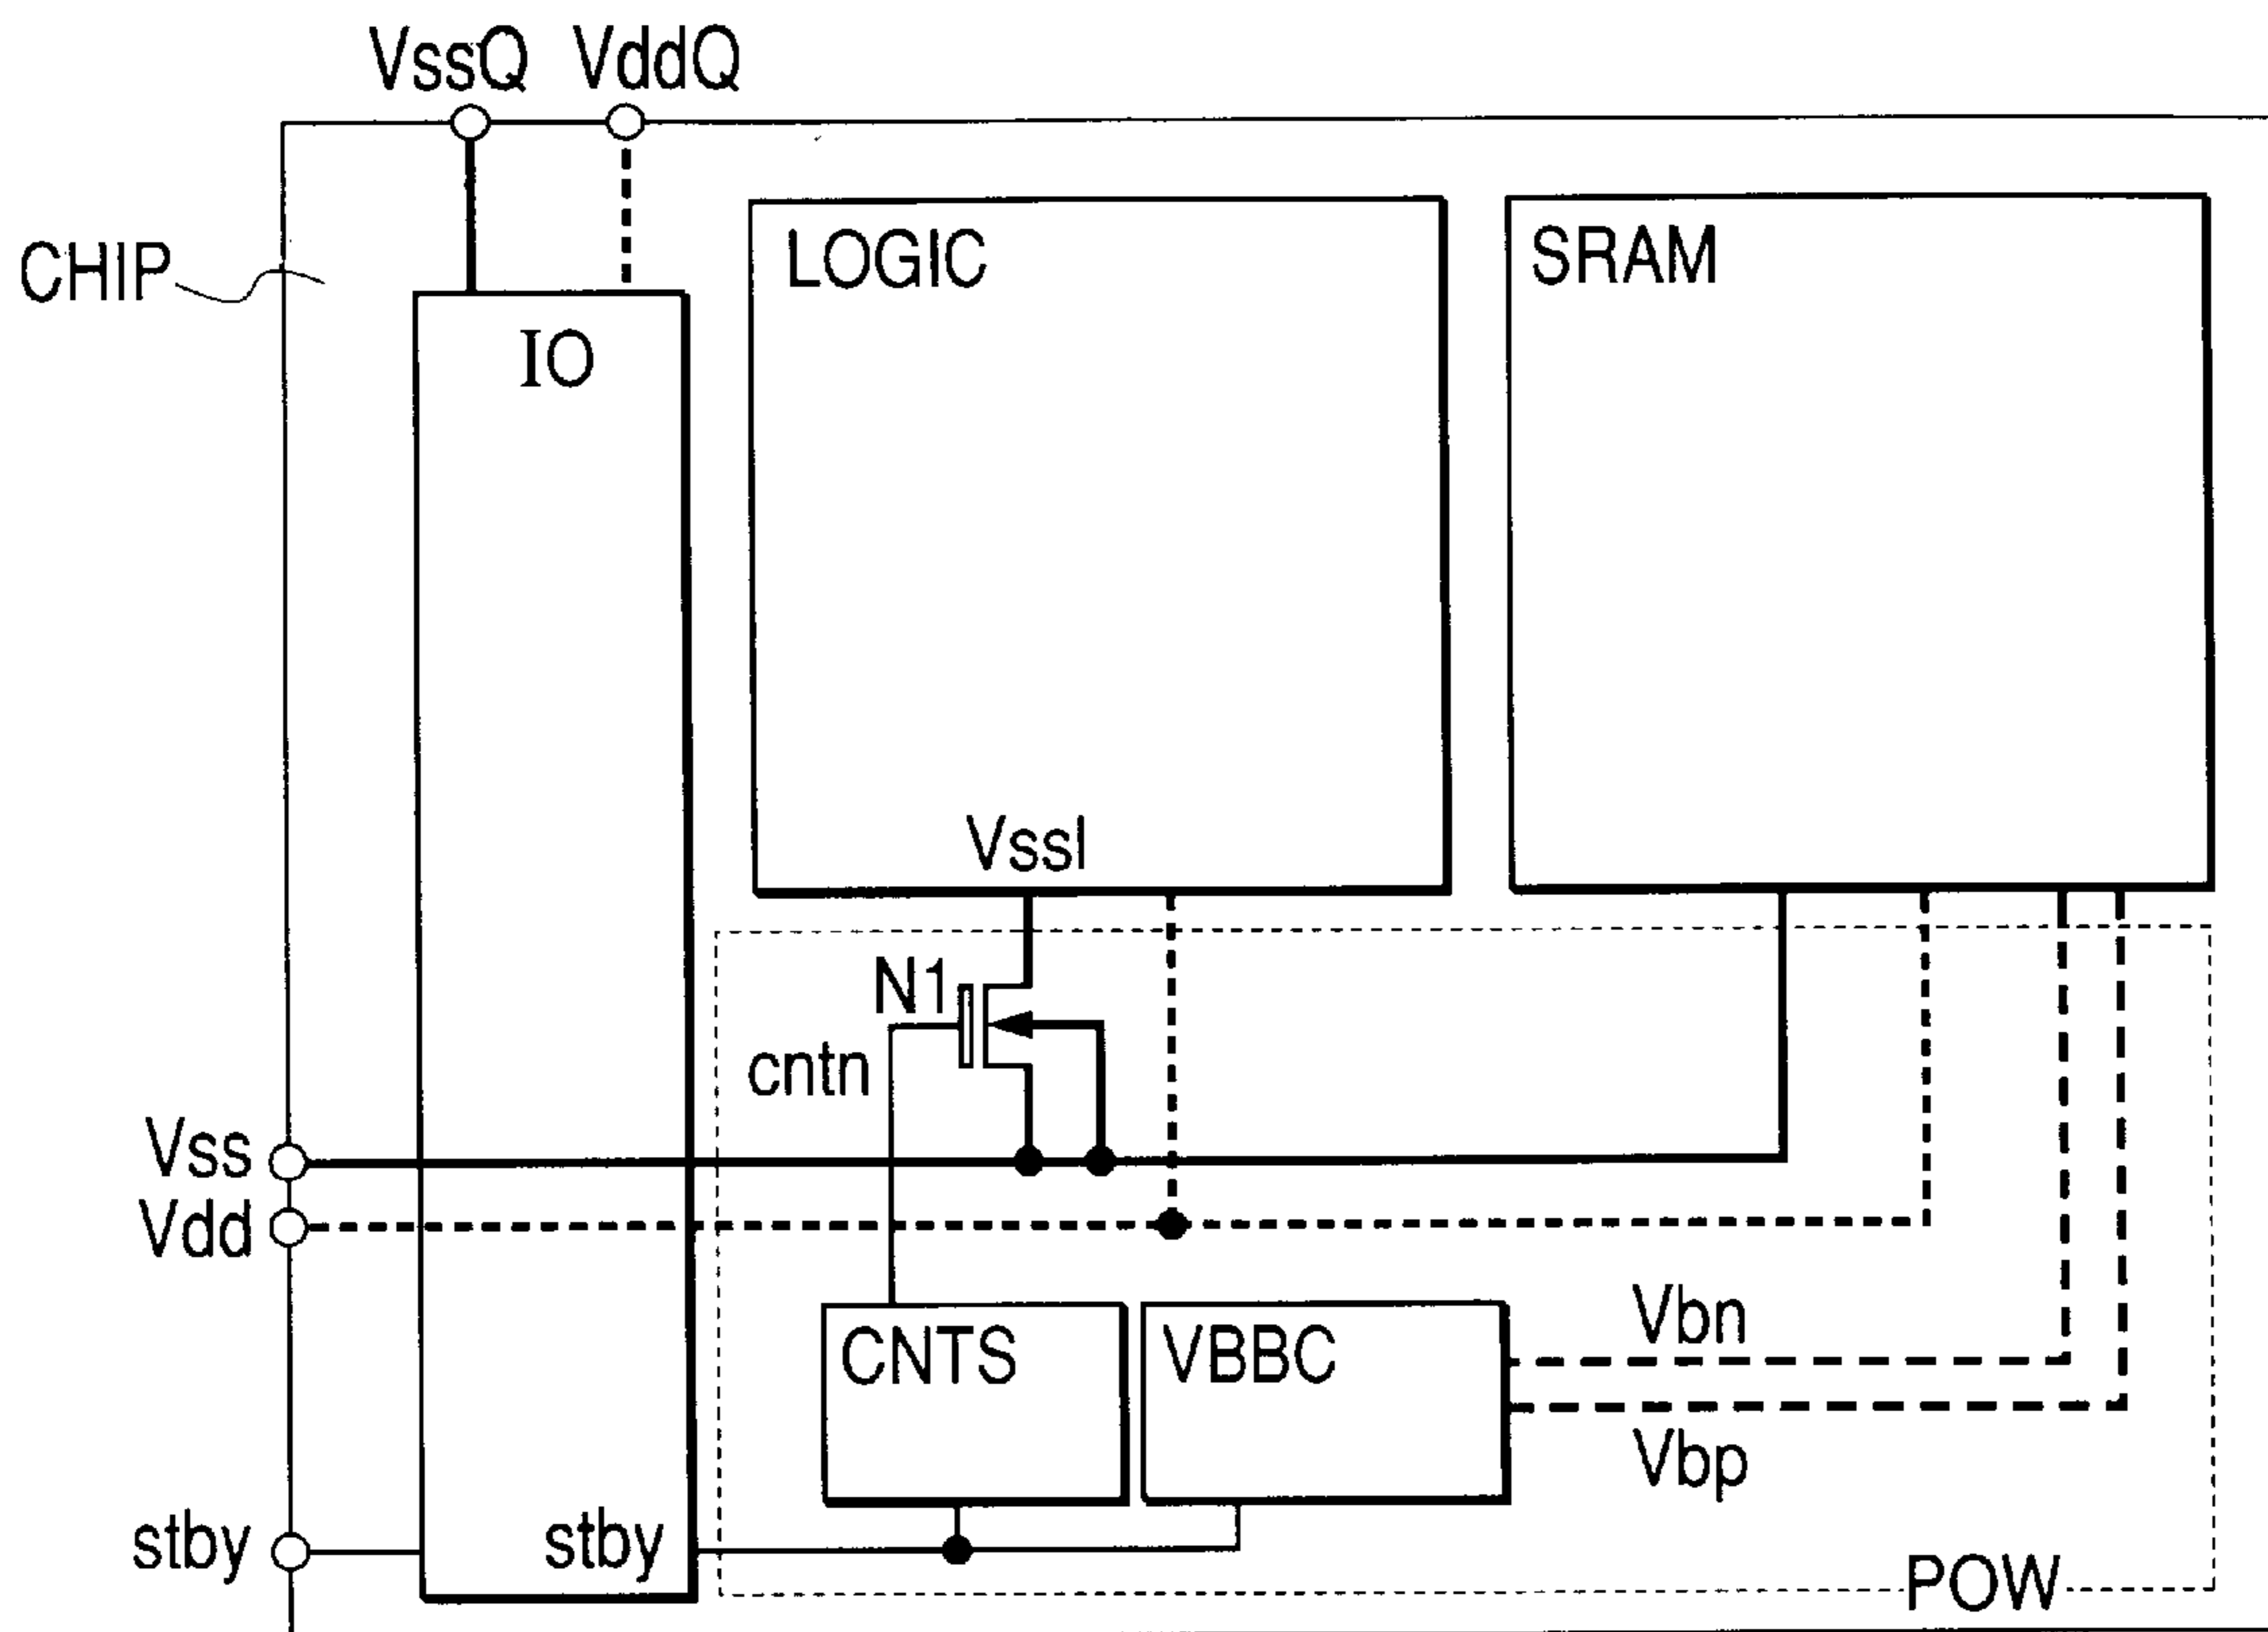 VssQ VddQ
CHIP
LOGIC
SRAM
IO
Vssl
N1
cntn
Vss
Vdd
Vbn
CNTS
VBBC
Vbp
stby
stby
POW